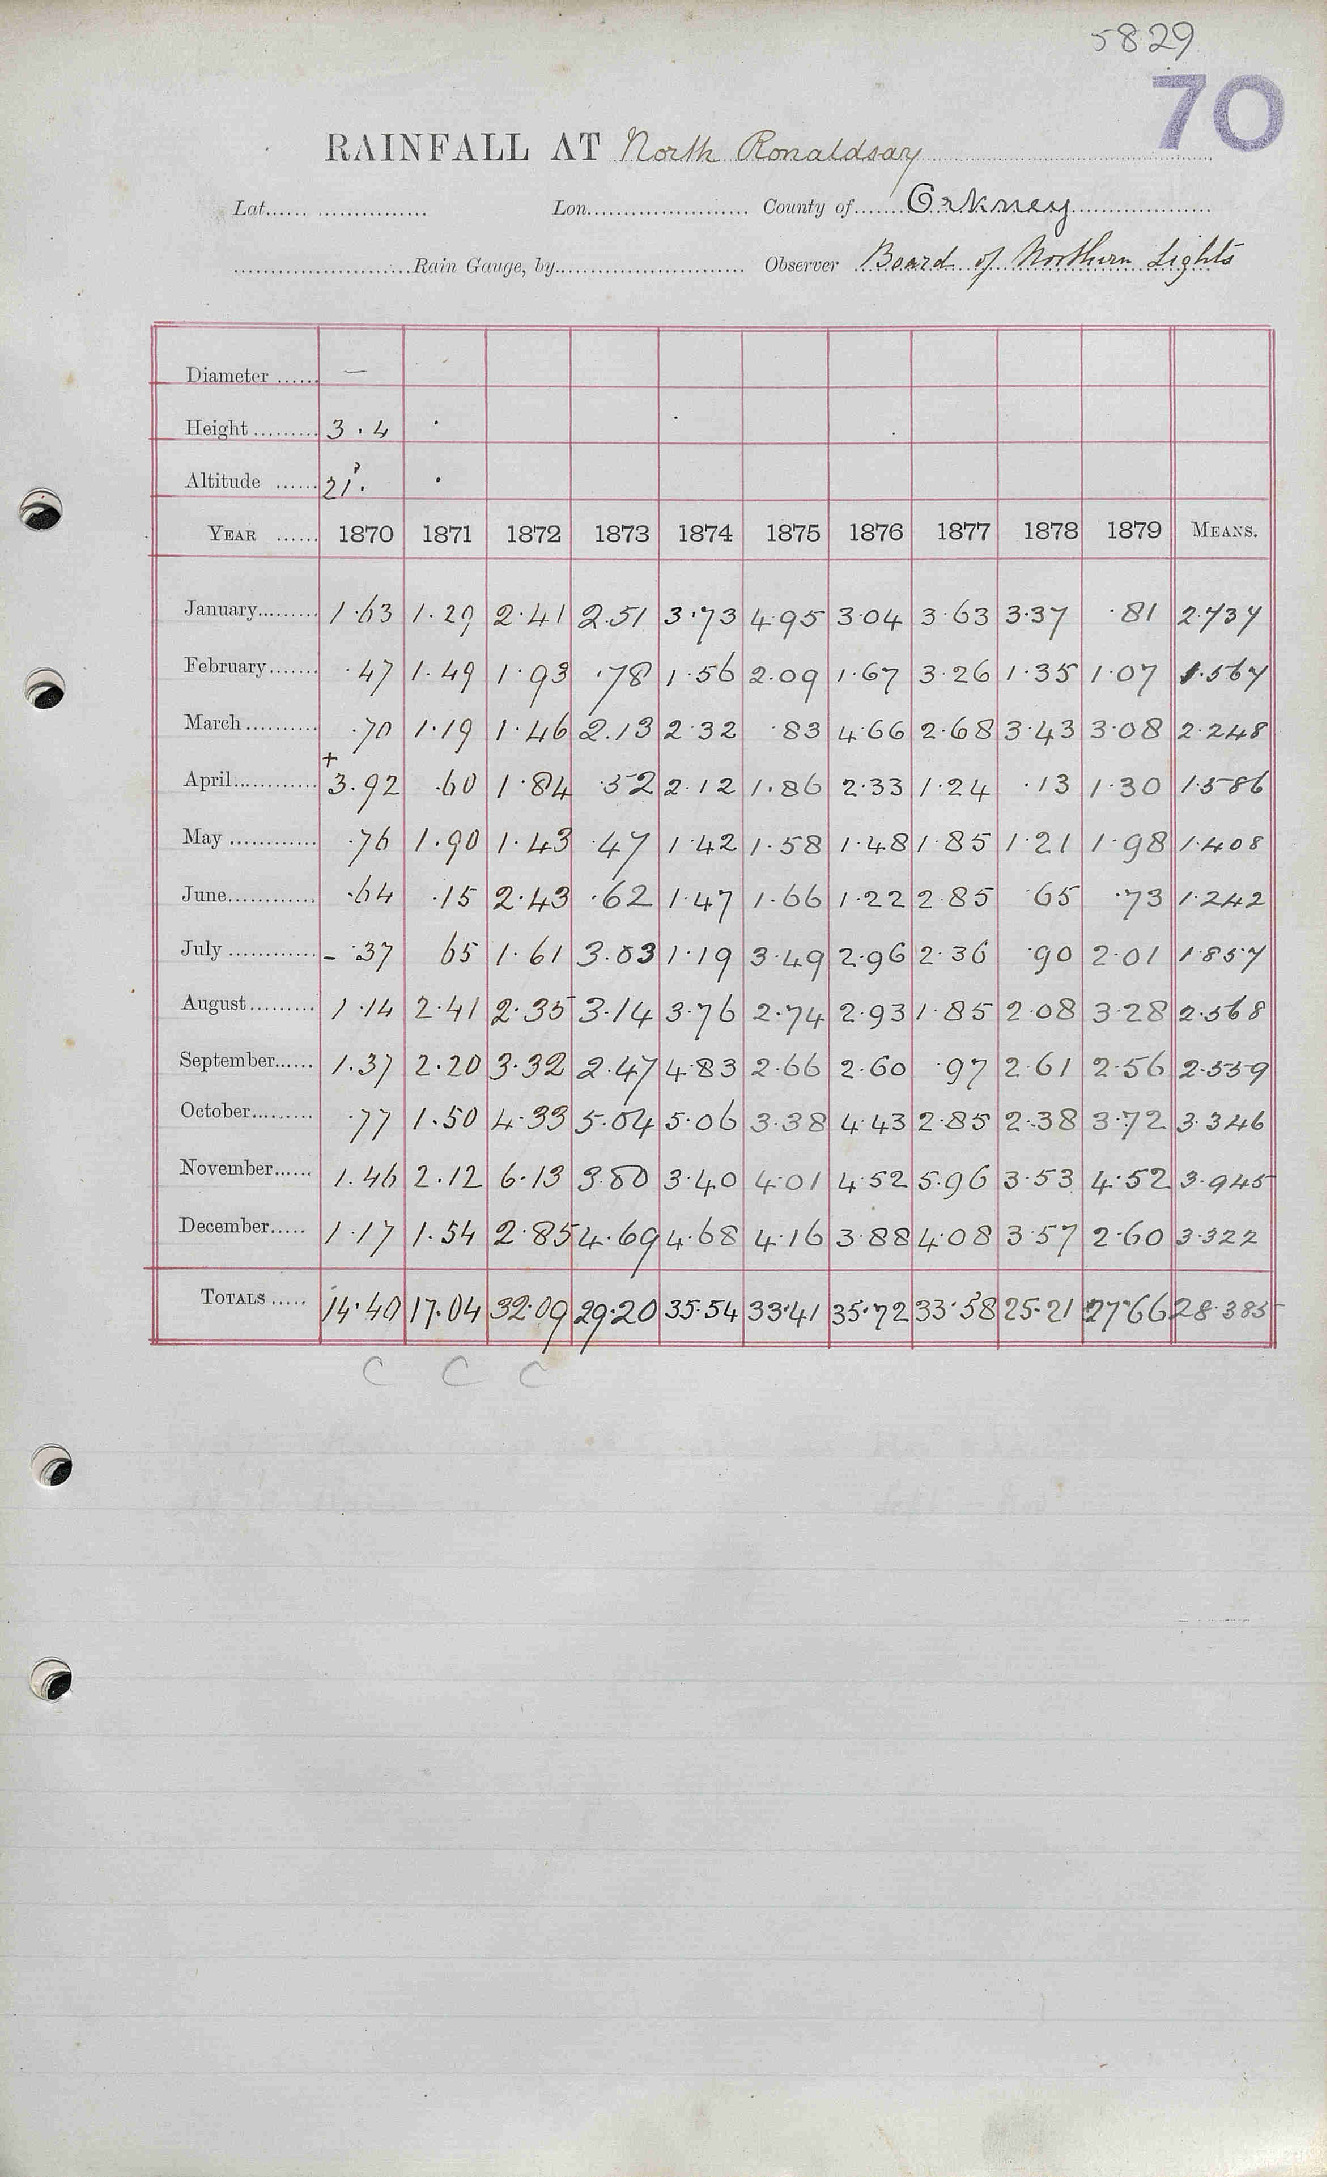 5829
70
RAINFALL AT North Ronaldsay
Lat. Lon. County of Orkney
Rain Gauge, by Observer Board of Northern Lights
Diameter —
Height 3.4
Altitude 21?
YEAR 1870 1871 1872 1873 1874 1875 1876 1877 1878 1879 MEANS.
January 1.63 1.29 2.41 2.51 3.73 4.95 3.04 3.63 3.37 .81 2.737
February .47 1.49 1.93 .78 1.56 2.09 1.67 3.26 1.35 1.07 1.567
March .70 1.19 1.46 2.13 2.32 .83 4.66 2.68 3.43 3.08 2.248
April +3.92 .60 1.84 .52 2.12 1.86 2.33 1.24 .13 1.30 1.586
May .76 1.90 1.43 .47 1.42 1.58 1.48 1.85 1.21 1.98 1.408
June .64 .15 2.43 .62 1.47 1.66 1.22 2.85 65 .73 1.242
July – .37 65 1.61 3.03 1.19 3.49 2.96 2.36 .90 2.01 1.857
August 1.14 2.41 2.35 3.14 3.76 2.74 2.93 1.85 2.08 3.28 2.568
September 1.37 2.20 3.32 2.47 4.83 2.66 2.60 .97 2.61 2.56 2.559
October .77 1.50 4.33 5.04 5.06 3.38 4.43 2.85 2.38 3.72 3.346
November 1.46 2.12 6.13 3.80 3.40 4.01 4.52 5.96 3.53 4.52 3.945
December 1.17 1.54 2.85 4.69 4.68 4.16 3.88 4.08 3.57 2.60 3.322
TOTALS 14.40 17.04 32.09 29.20 35.54 33.41 35.72 33.58 25.21 27.66 28.385
C C C